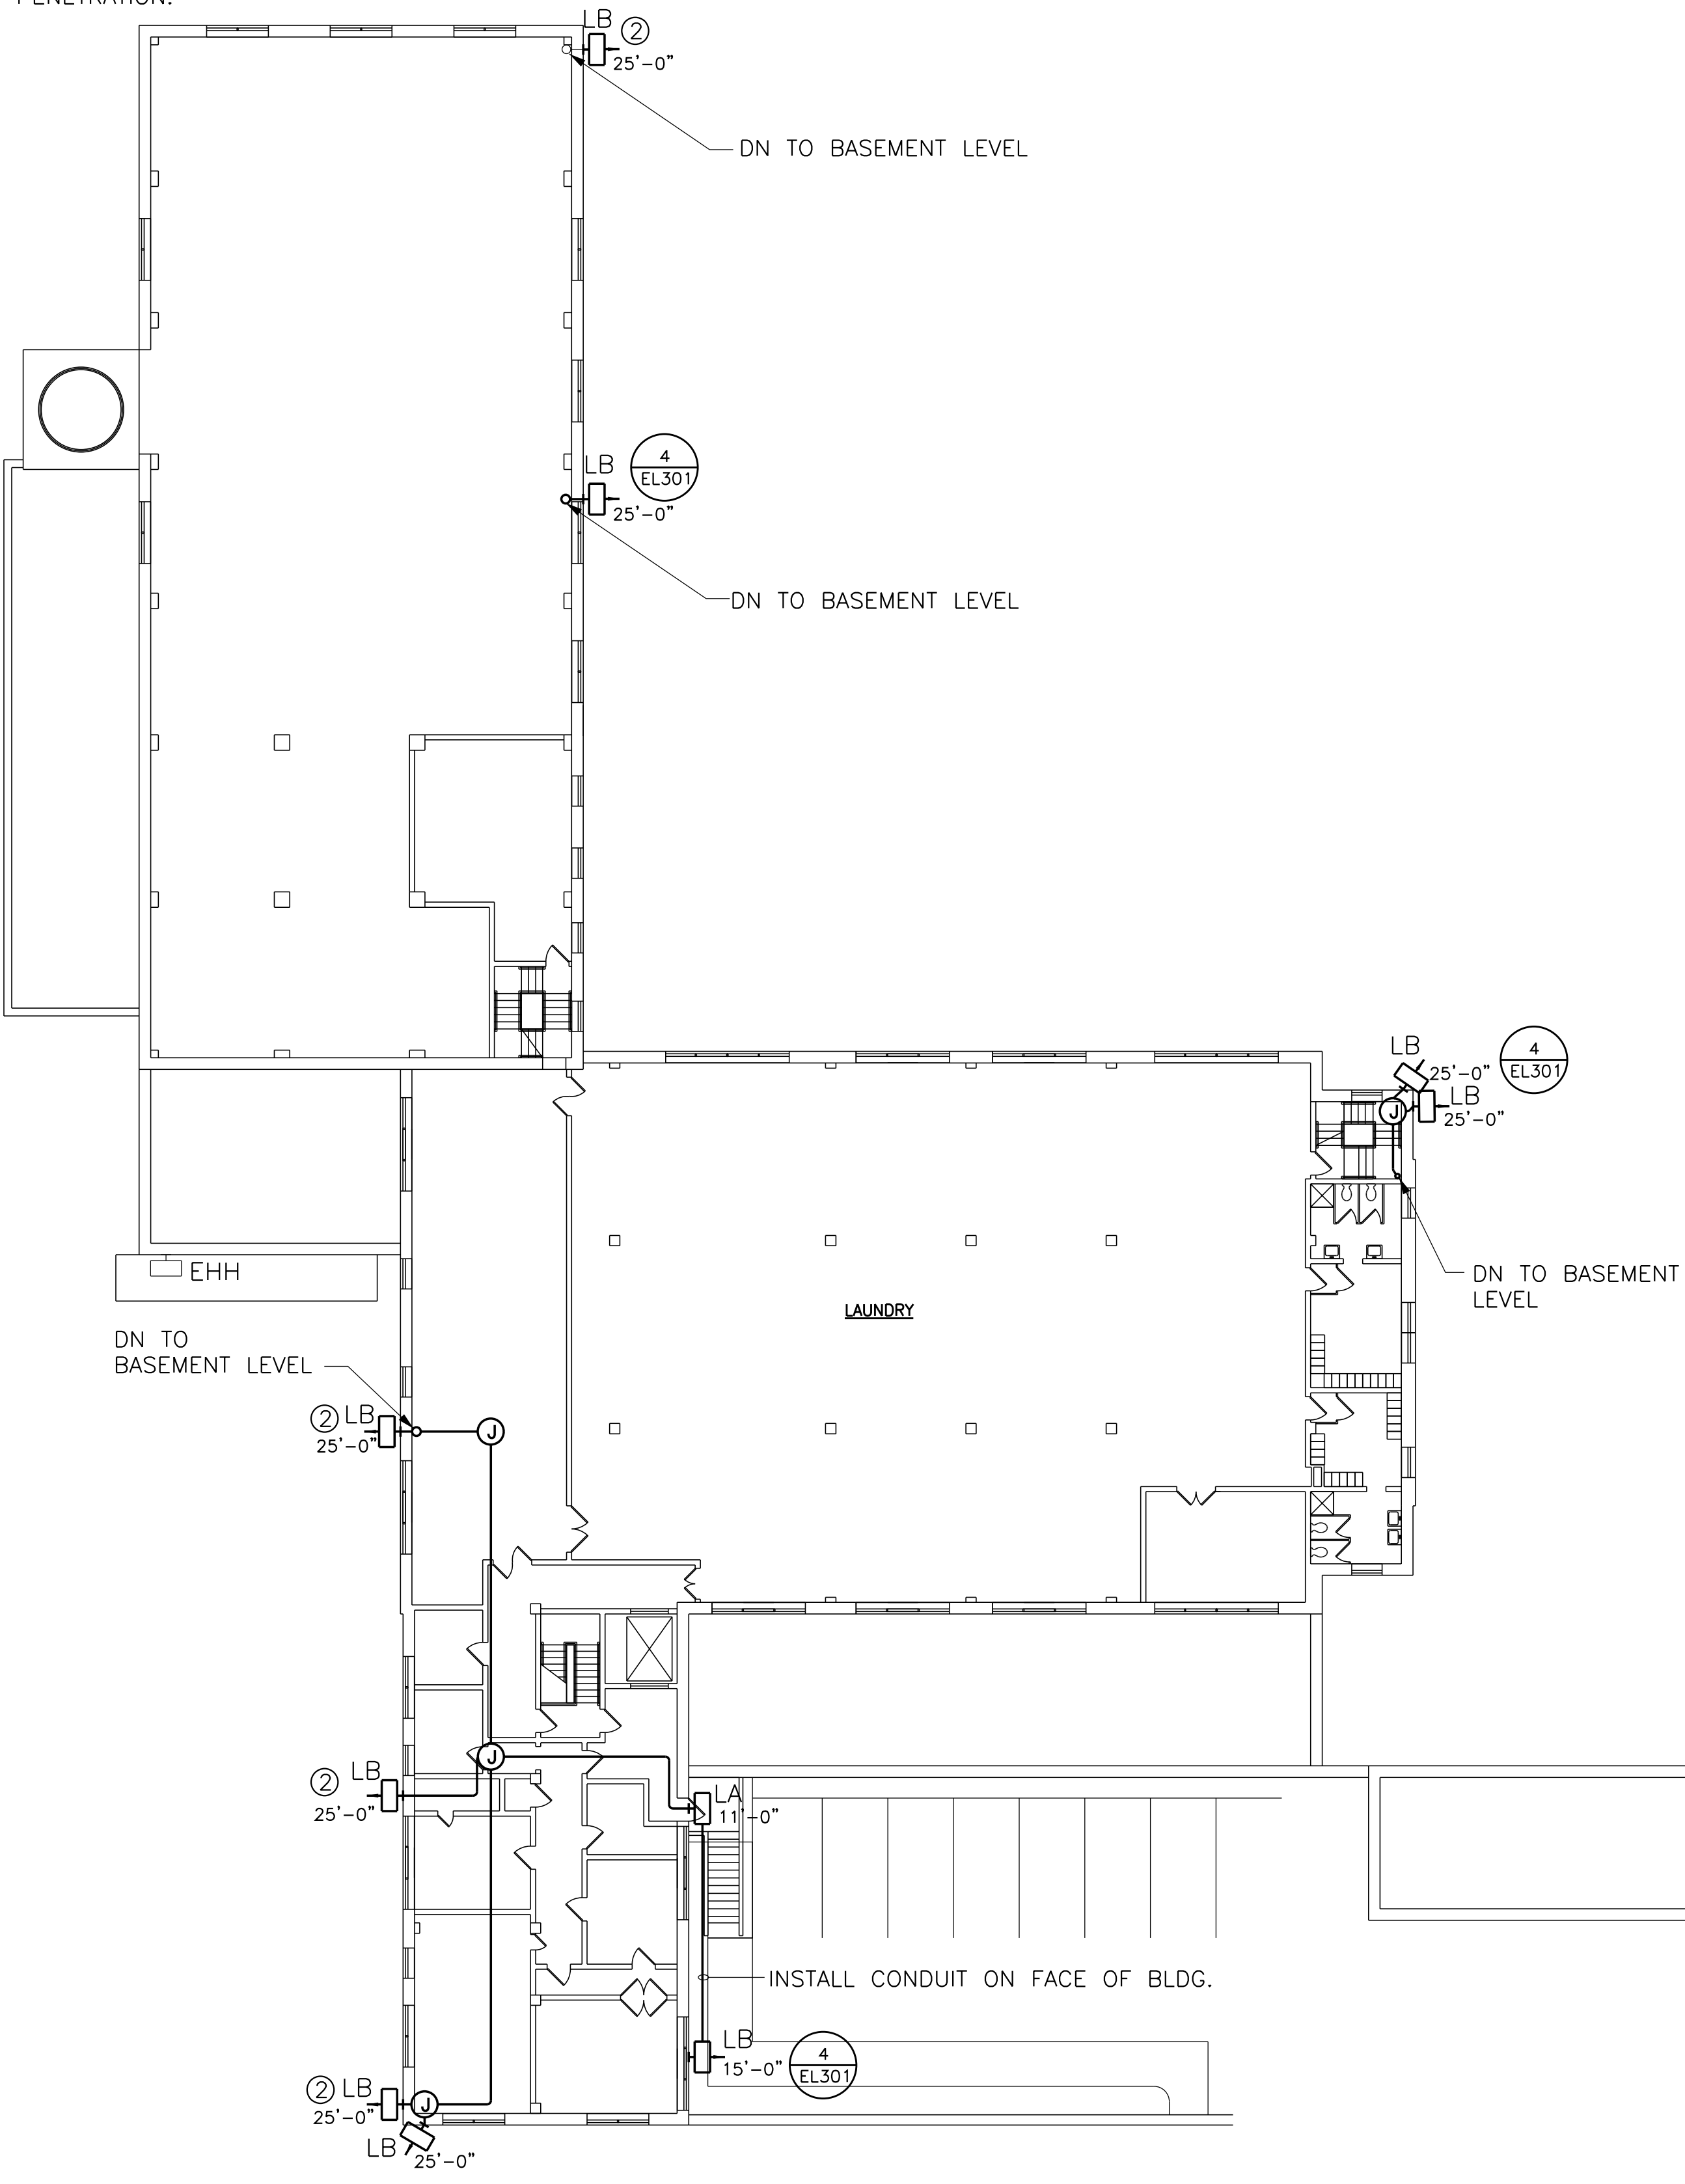 PENETRATION.
LB ②
25'-0"
DN TO BASEMENT LEVEL
LB
4
EL301
25'-0"
DN TO BASEMENT LEVEL
LB
4
EL301
25'-0"
LB
25'-0"
J
EHH
DN TO BASEMENT
LEVEL
LAUNDRY
DN TO
BASEMENT LEVEL
② LB
25'-0"
J
J
② LB
25'-0"
LA
11'-0"
INSTALL CONDUIT ON FACE OF BLDG.
LB
15'-0"
4
EL301
② LB
25'-0"
J
LB
25'-0"